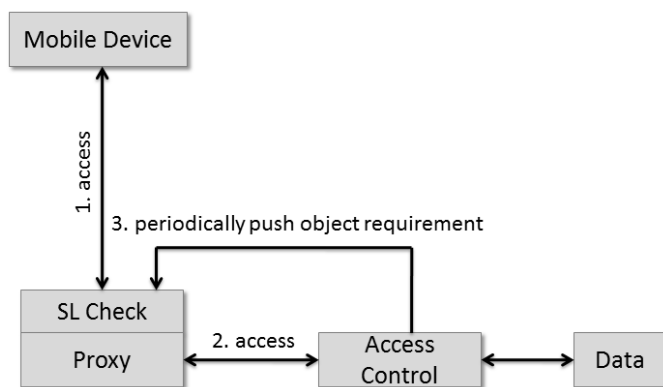 Mobile Device
1. access
3. periodically push object requirement
SL Check
2. access
Proxy
Access
Control
Data